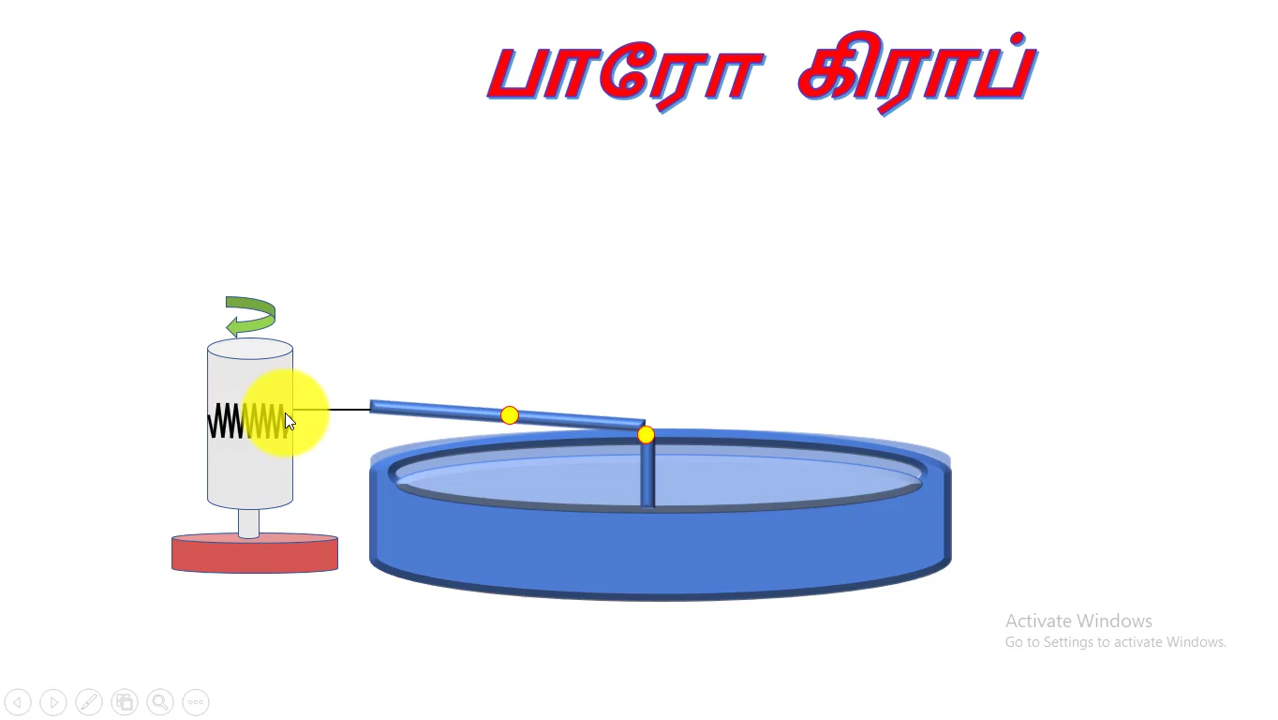 பாரோ கிராப்
Activate Windows
Go to Settings to activate Windows.